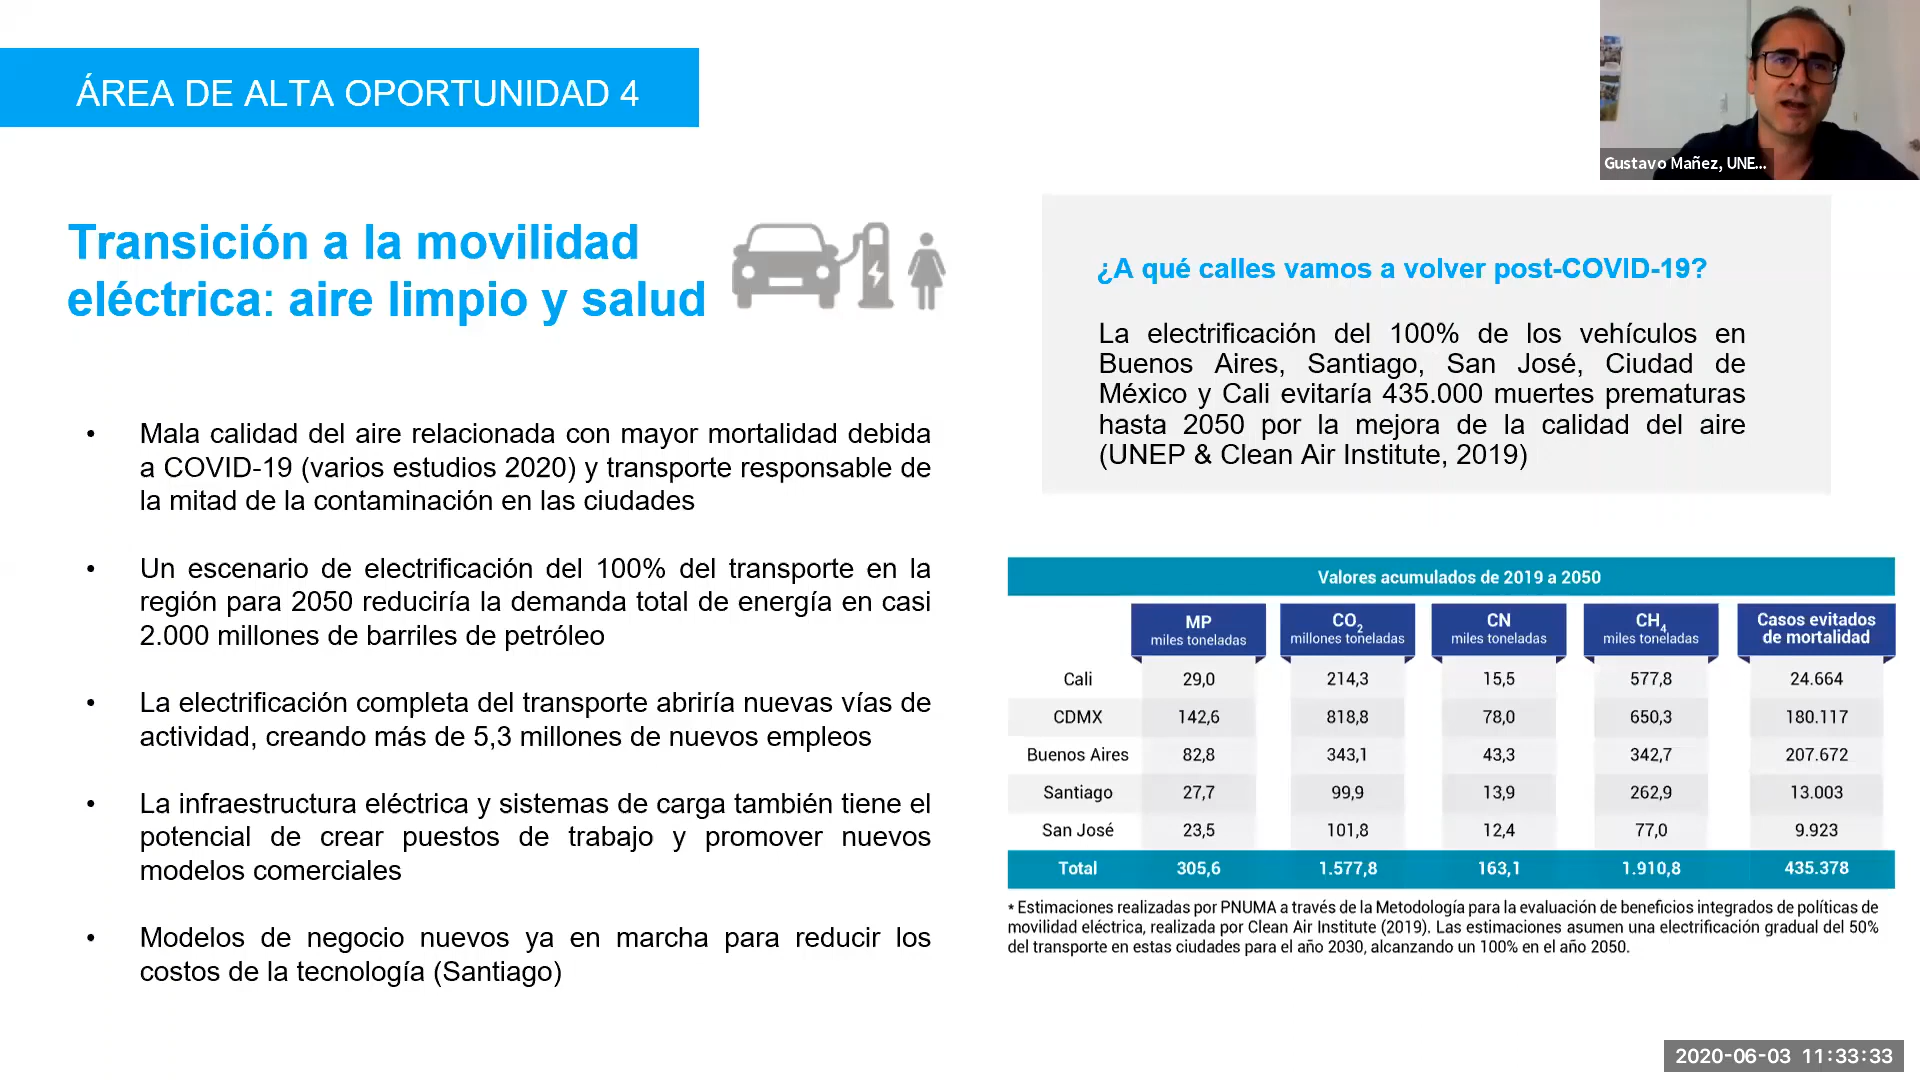 ÁREA DE ALTA OPORTUNIDAD 4
Gustavo Mañez, UNE...
Transición a la movilidad
eléctrica: aire limpio y salud
• Mala calidad del aire relacionada con mayor mortalidad debida
a COVID-19 (varios estudios 2020) y transporte responsable de
la mitad de la contaminación en las ciudades
• Un escenario de electrificación del 100% del transporte en la
región para 2050 reduciría la demanda total de energía en casi
2.000 millones de barriles de petróleo
• La electrificación completa del transporte abriría nuevas vías de
actividad, creando más de 5,3 millones de nuevos empleos
• La infraestructura eléctrica y sistemas de carga también tiene el
potencial de crear puestos de trabajo y promover nuevos
modelos comerciales
• Modelos de negocio nuevos ya en marcha para reducir los
costos de la tecnología (Santiago)
¿A qué calles vamos a volver post-COVID-19?
La electrificación del 100% de los vehículos en
Buenos Aires, Santiago, San José, Ciudad de
México y Cali evitaría 435.000 muertes prematuras
hasta 2050 por la mejora de la calidad del aire
(UNEP & Clean Air Institute, 2019)
Valores acumulados de 2019 a 2050
MP miles toneladas CO2 millones toneladas CN miles toneladas CH4 miles toneladas Casos evitados de mortalidad
Cali 29,0 214,3 15,5 577,8 24.664
CDMX 142,6 818,8 78,0 650,3 180.117
Buenos Aires 82,8 343,1 43,3 342,7 207.672
Santiago 27,7 99,9 13,9 262,9 13.003
San José 23,5 101,8 12,4 77,0 9.923
Total 305,6 1.577,8 163,1 1.910,8 435.378
* Estimaciones realizadas por PNUMA a través de la Metodología para la evaluación de beneficios integrados de políticas de
movilidad eléctrica, realizada por Clean Air Institute (2019). Las estimaciones asumen una electrificación gradual del 50%
del transporte en estas ciudades para el año 2030, alcanzando un 100% en el año 2050.
2020-06-03 11:33:33